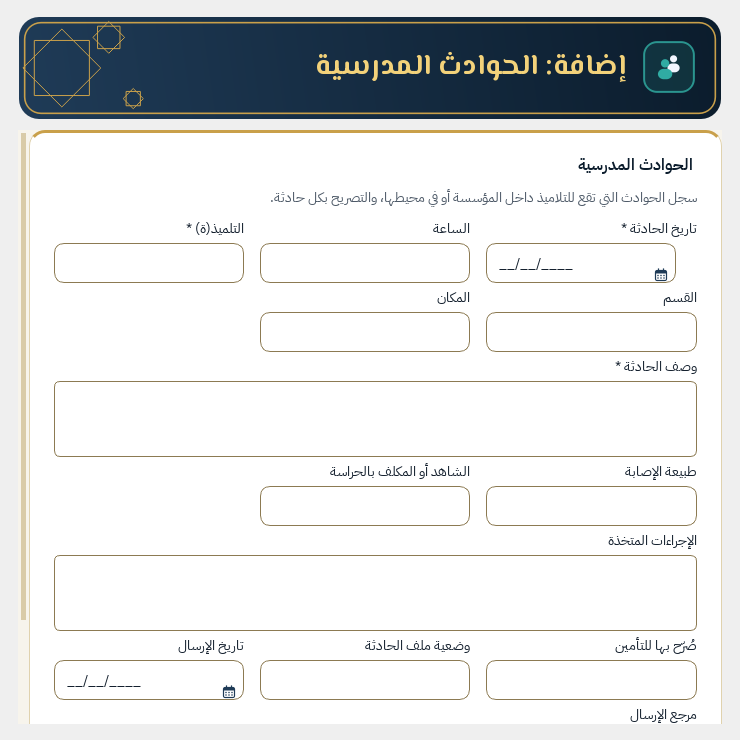 إضافة: الحوادث المدرسية
الحوادث المدرسية
سجل الحوادث التي تقع للتلاميذ داخل المؤسسة أو في محيطها، والتصريح بكل حادثة.
تاريخ الحادثة * الساعة التلميذ(ة) *
__/__/____
القسم المكان
وصف الحادثة *
طبيعة الإصابة الشاهد أو المكلف بالحراسة
الإجراءات المتخذة
صُرّح بها للتأمين وضعية ملف الحادثة تاريخ الإرسال
__/__/____
مرجع الإرسال